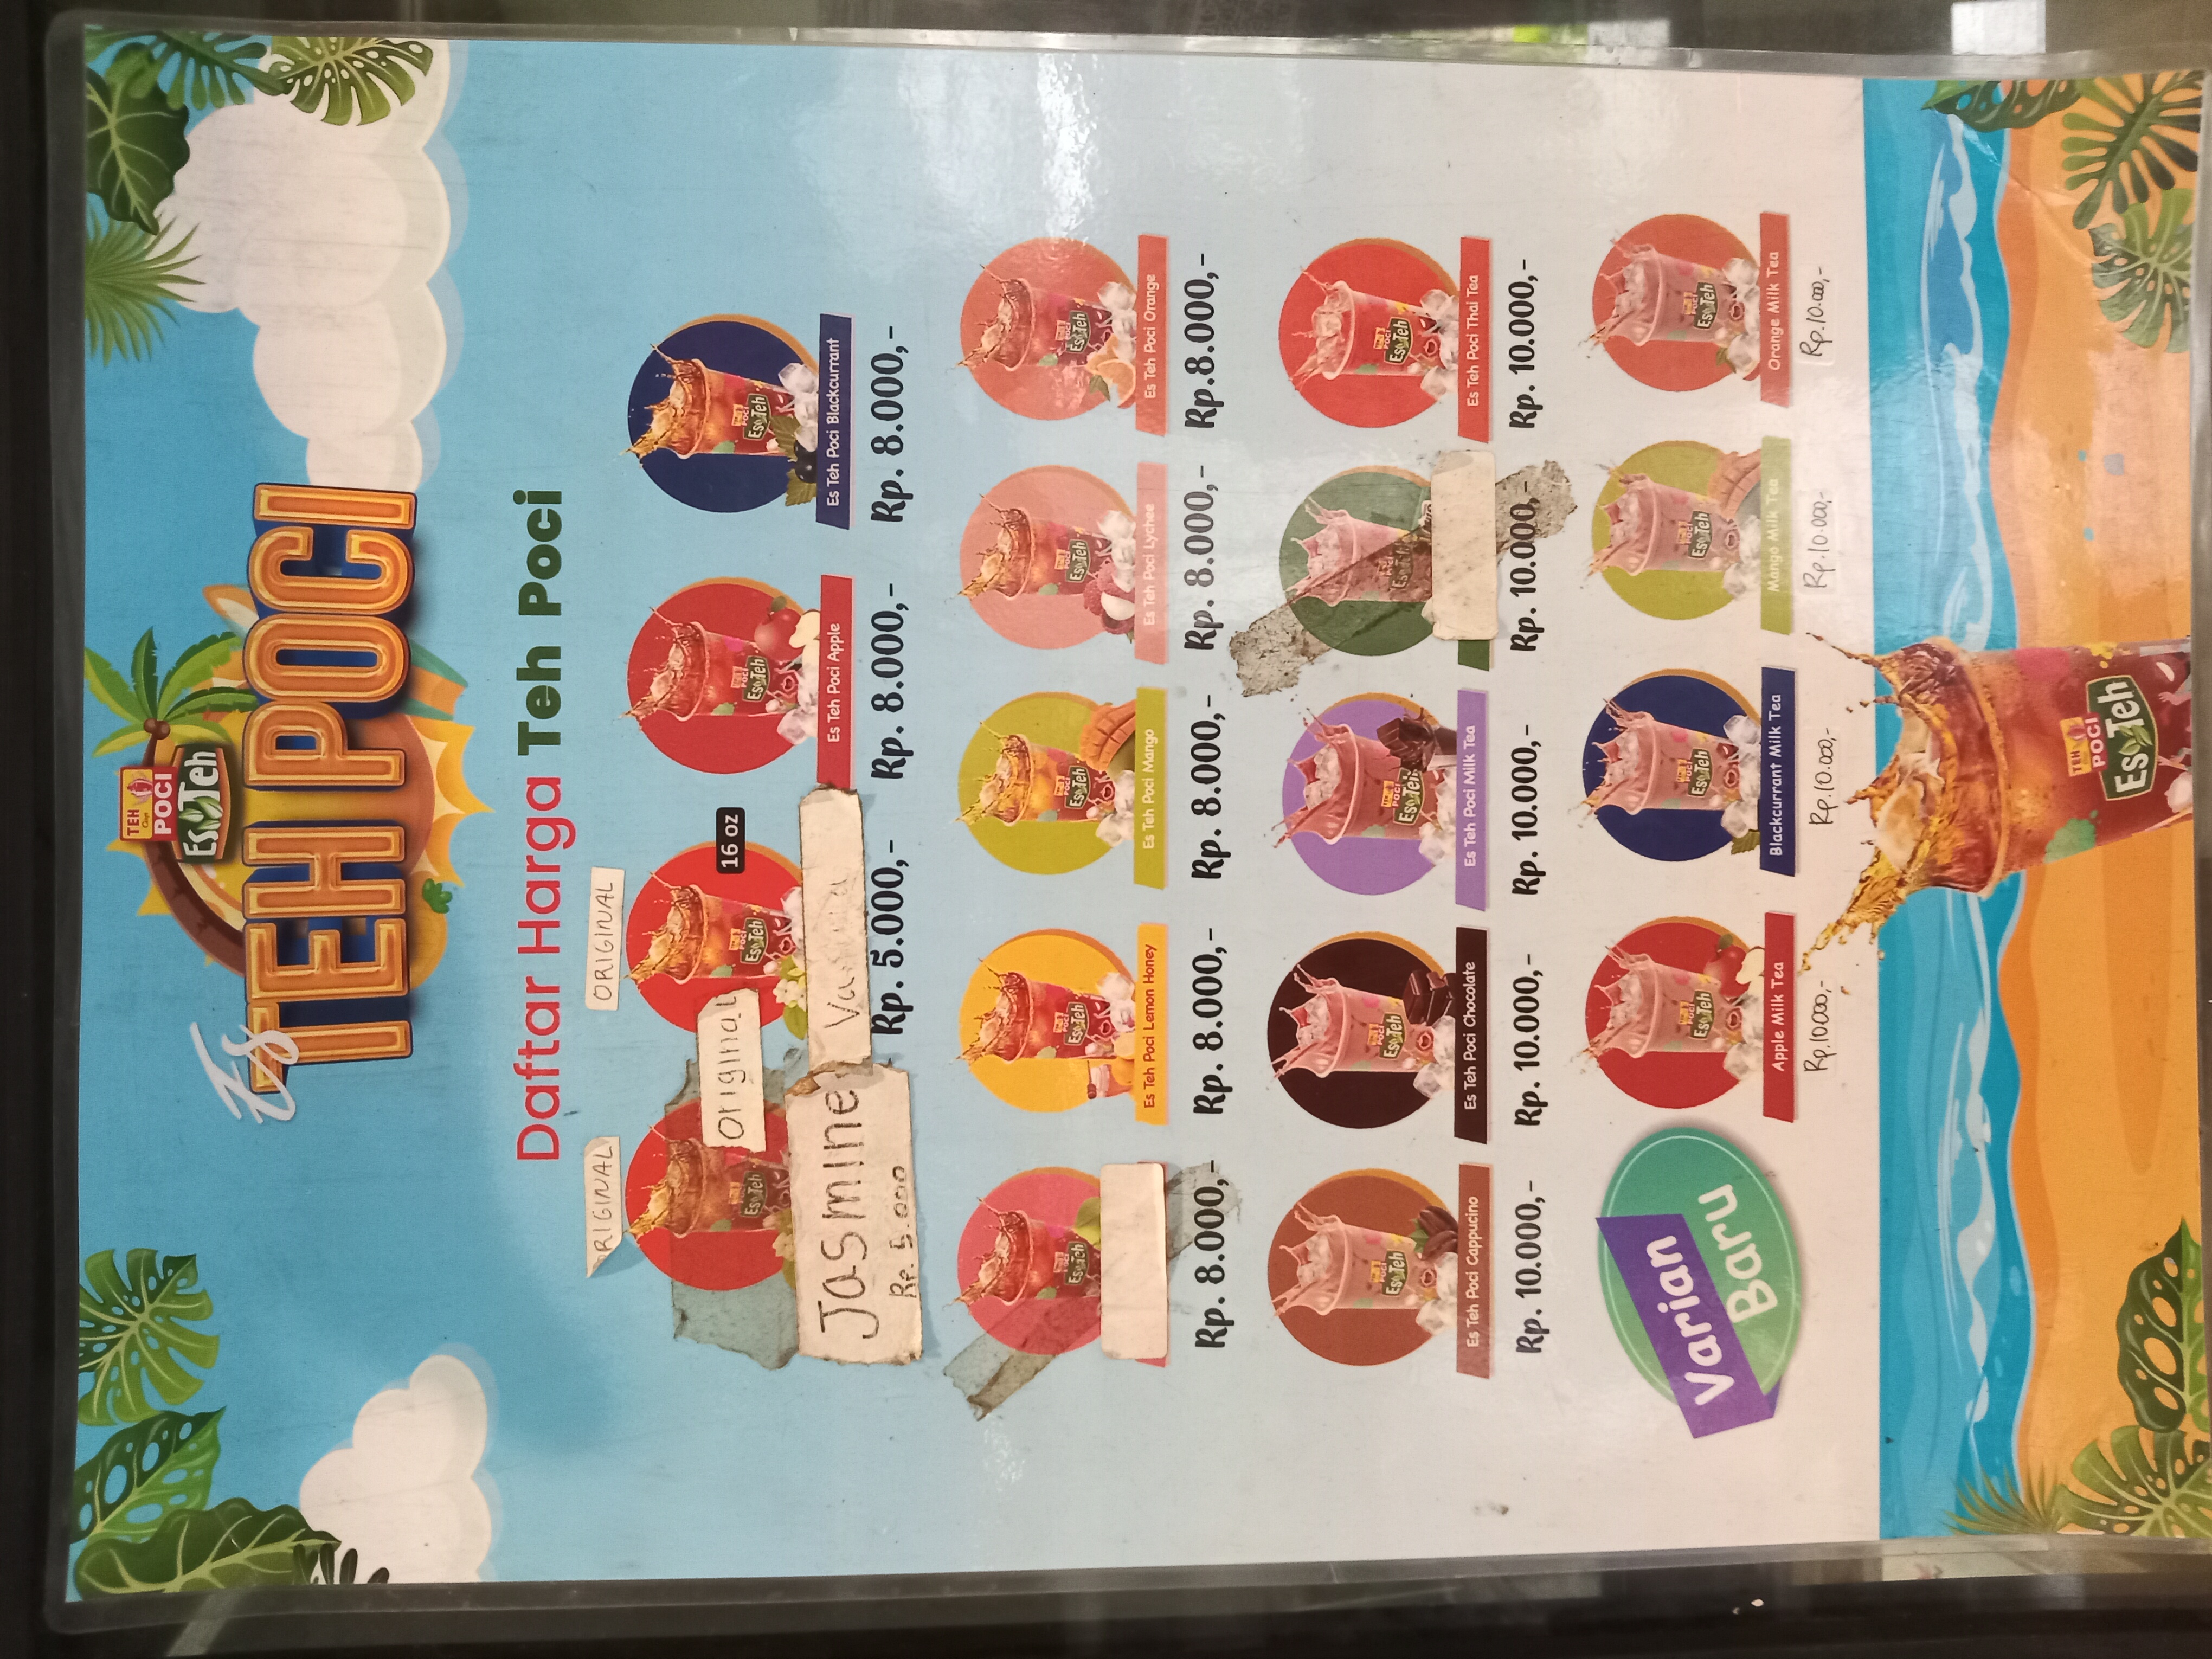 TEH
Cap
POCI
Es Teh
Es
TEH POCI
Daftar Harga Teh Poci
ORIGINAL
ORIGINAL
Original
16 oz
Jasmine
Rp. 5.000
Vanilla
Rp. 5.000,-
Es Teh Poci Apple
Rp. 8.000,-
Es Teh Poci Blackcurrant
Rp. 8.000,-
Rp. 8.000,-
Es Teh Poci Lemon Honey
Rp. 8.000,-
Es Teh Poci Mango
Rp. 8.000,-
Es Teh Poci Lychee
Rp. 8.000,-
Es Teh Poci Orange
Rp.8.000,-
Es Teh Poci Cappucino
Rp. 10.000,-
Es Teh Poci Chocolate
Rp. 10.000,-
Es Teh Poci Milk Tea
Rp. 10.000,-
Rp. 10.000,-
Es Teh Poci Thai Tea
Rp. 10.000,-
Varian
Baru
Apple Milk Tea
Rp.10.000,-
Blackcurrant Milk Tea
Rp.10.000,-
Mango Milk Tea
Rp.10.000,-
Orange Milk Tea
Rp.10.000,-
TEH
POCI
Es Teh